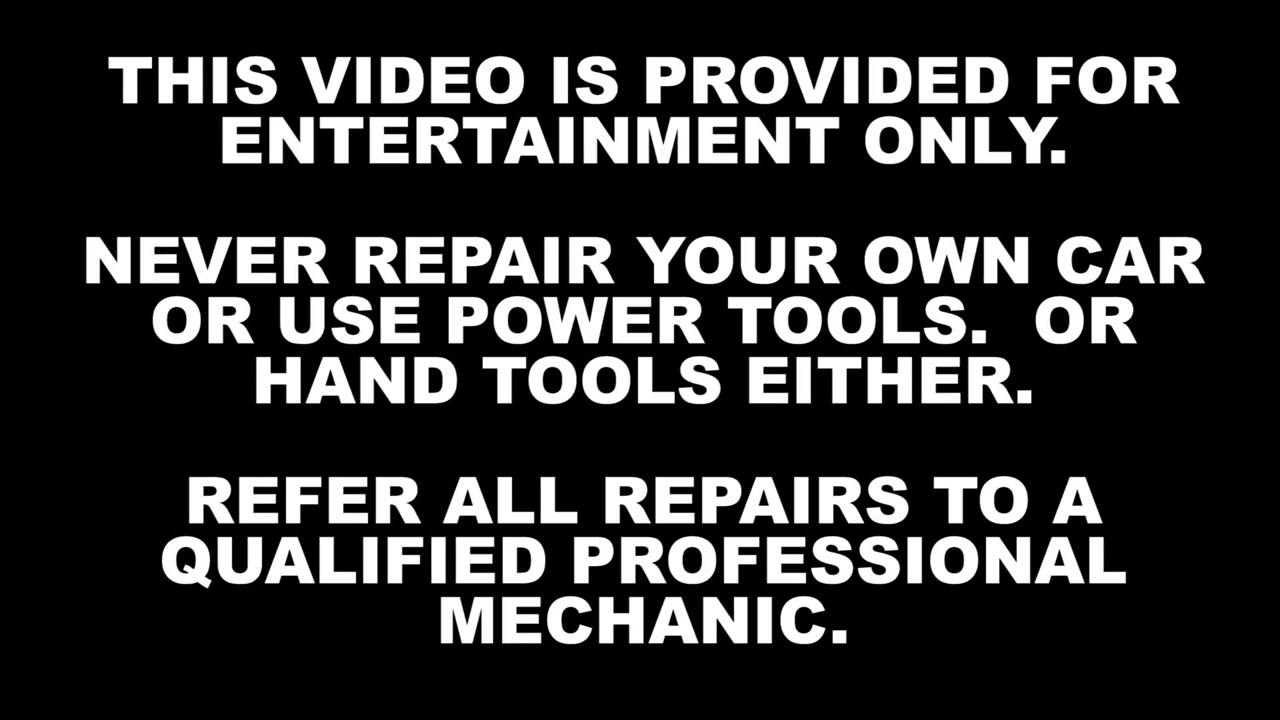 THIS VIDEO IS PROVIDED FOR
ENTERTAINMENT ONLY.
NEVER REPAIR YOUR OWN CAR
OR USE POWER TOOLS.  OR
HAND TOOLS EITHER.
REFER ALL REPAIRS TO A
QUALIFIED PROFESSIONAL
MECHANIC.